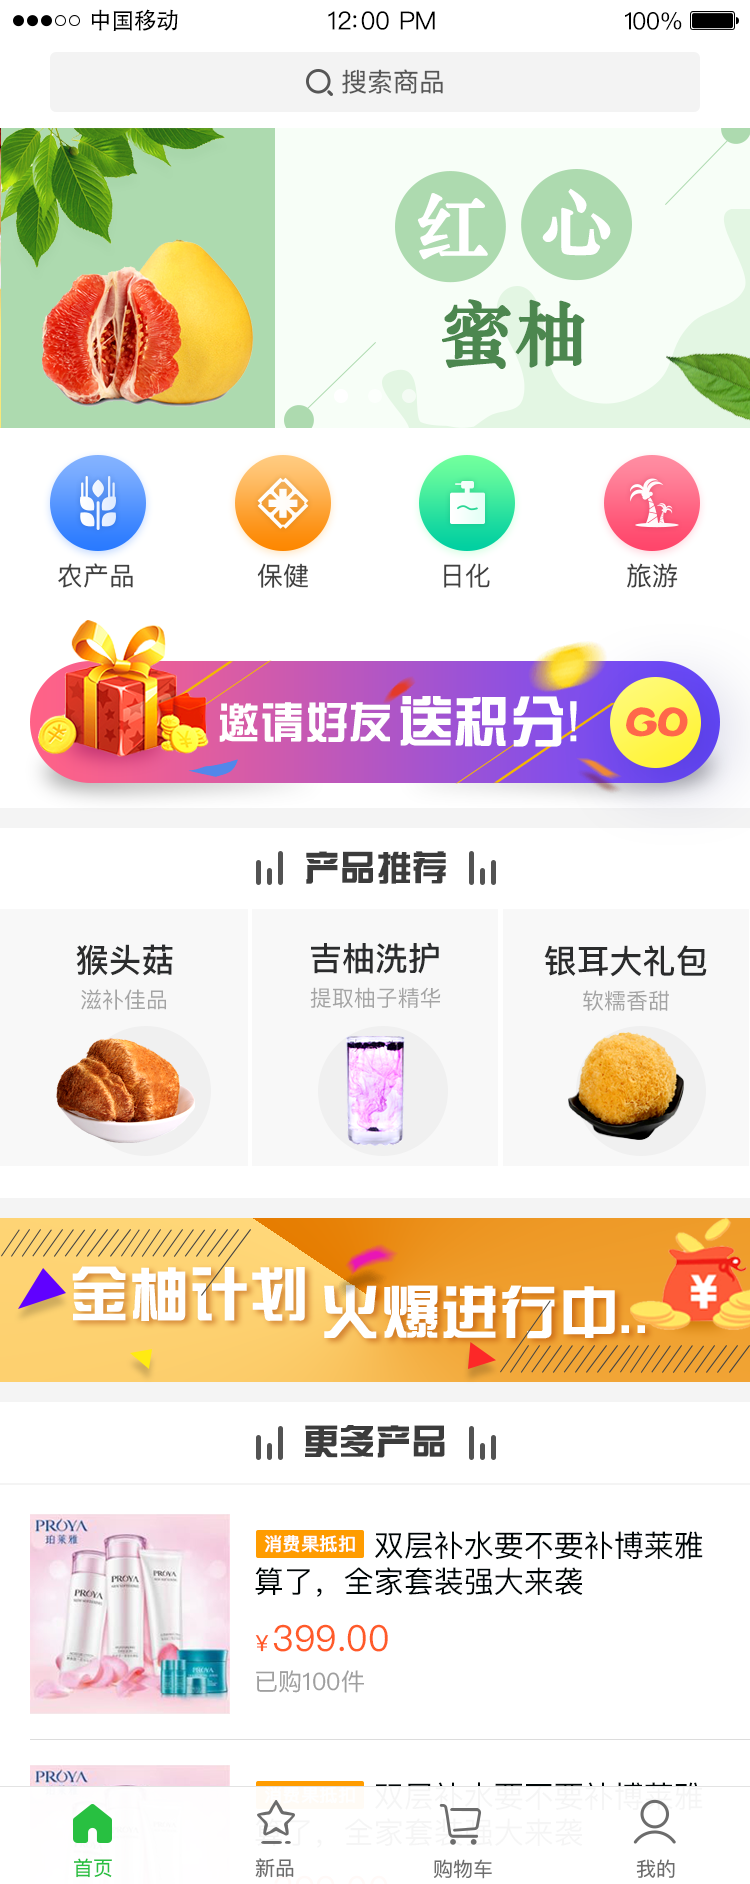 中国移动
12:00 PM
100%
搜索商品
红心
蜜柚
农产品
保健
日化
旅游
邀请好友送积分!
GO
产品推荐
猴头菇
滋补佳品
吉柚洗护
提取柚子精华
银耳大礼包
软糯香甜
金柚计划 火爆进行中..
¥
更多产品
PROYA
珀莱雅
PROYA
PROYA
PROYA
PROYA
消费果抵扣 双层补水要不要补博莱雅
算了，全家套装强大来袭
¥399.00
已购100件
PROYA
双层补水要不要补博莱雅
了，全家套装强大来袭
首页
新品
购物车
我的